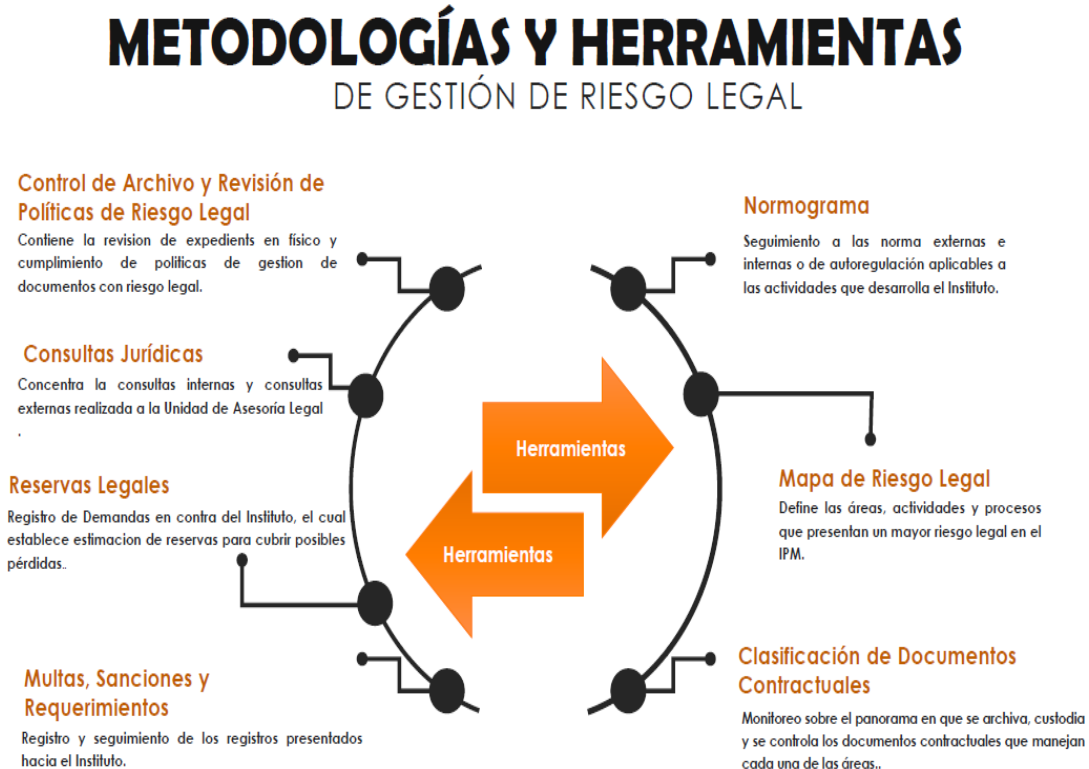 METODOLOGÍAS Y HERRAMIENTAS
DE GESTIÓN DE RIESGO LEGAL
Control de Archivo y Revisión de
Políticas de Riesgo Legal
Contiene la revision de expedients en físico y
cumplimiento de politicas de gestion de
documentos con riesgo legal.
Consultas Jurídicas
Concentra la consultas internas y consultas
externas realizada a la Unidad de Asesoría Legal
.
Reservas Legales
Registro de Demandas en contra del Instituto, el cual
establece estimacion de reservas para cubrir posibles
pérdidas..
Multas, Sanciones y
Requerimientos
Registro y seguimiento de los registros presentados
hacia el Instituto.
Herramientas
Herramientas
Normograma
Seguimiento a las norma externas e
internas o de autoregulación aplicables a
las actividades que desarrolla el Instituto.
Mapa de Riesgo Legal
Define las áreas, actividades y procesos
que presentan un mayor riesgo legal en el
IPM.
Clasificación de Documentos
Contractuales
Monitoreo sobre el panorama en que se archiva, custodia
y se controla los documentos contractuales que manejan
cada una de las áreas..